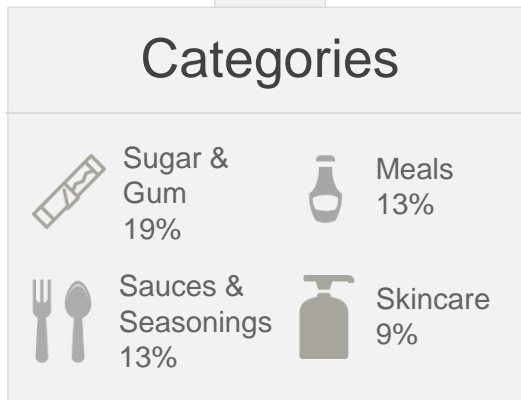 Categories
Sugar &
Gum
19%
Meals
13%
Sauces &
Seasonings
13%
Skincare
9%